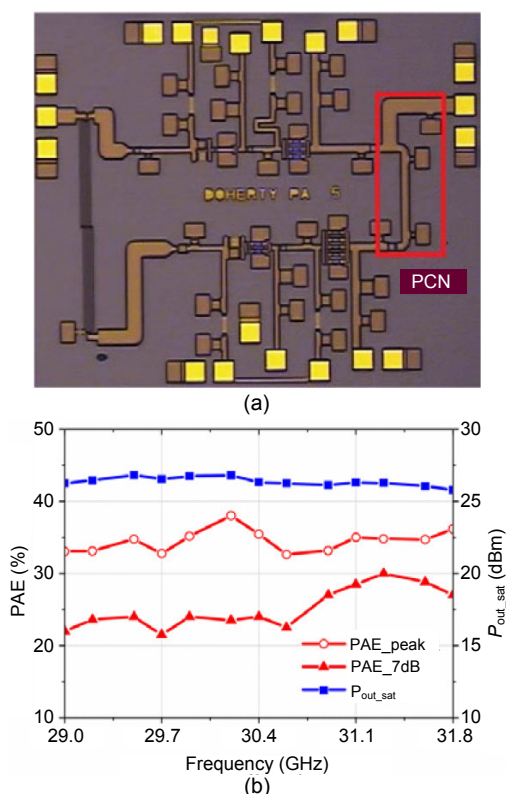 DOHERTY PA 5
PCN
(a)
50
40
30
20
10
PAE (%)
30
25
20
15
10
Pout_sat (dBm)
PAE_peak
PAE_7dB
Pout_sat
29.0 29.7 30.4 31.1 31.8
Frequency (GHz)
(b)